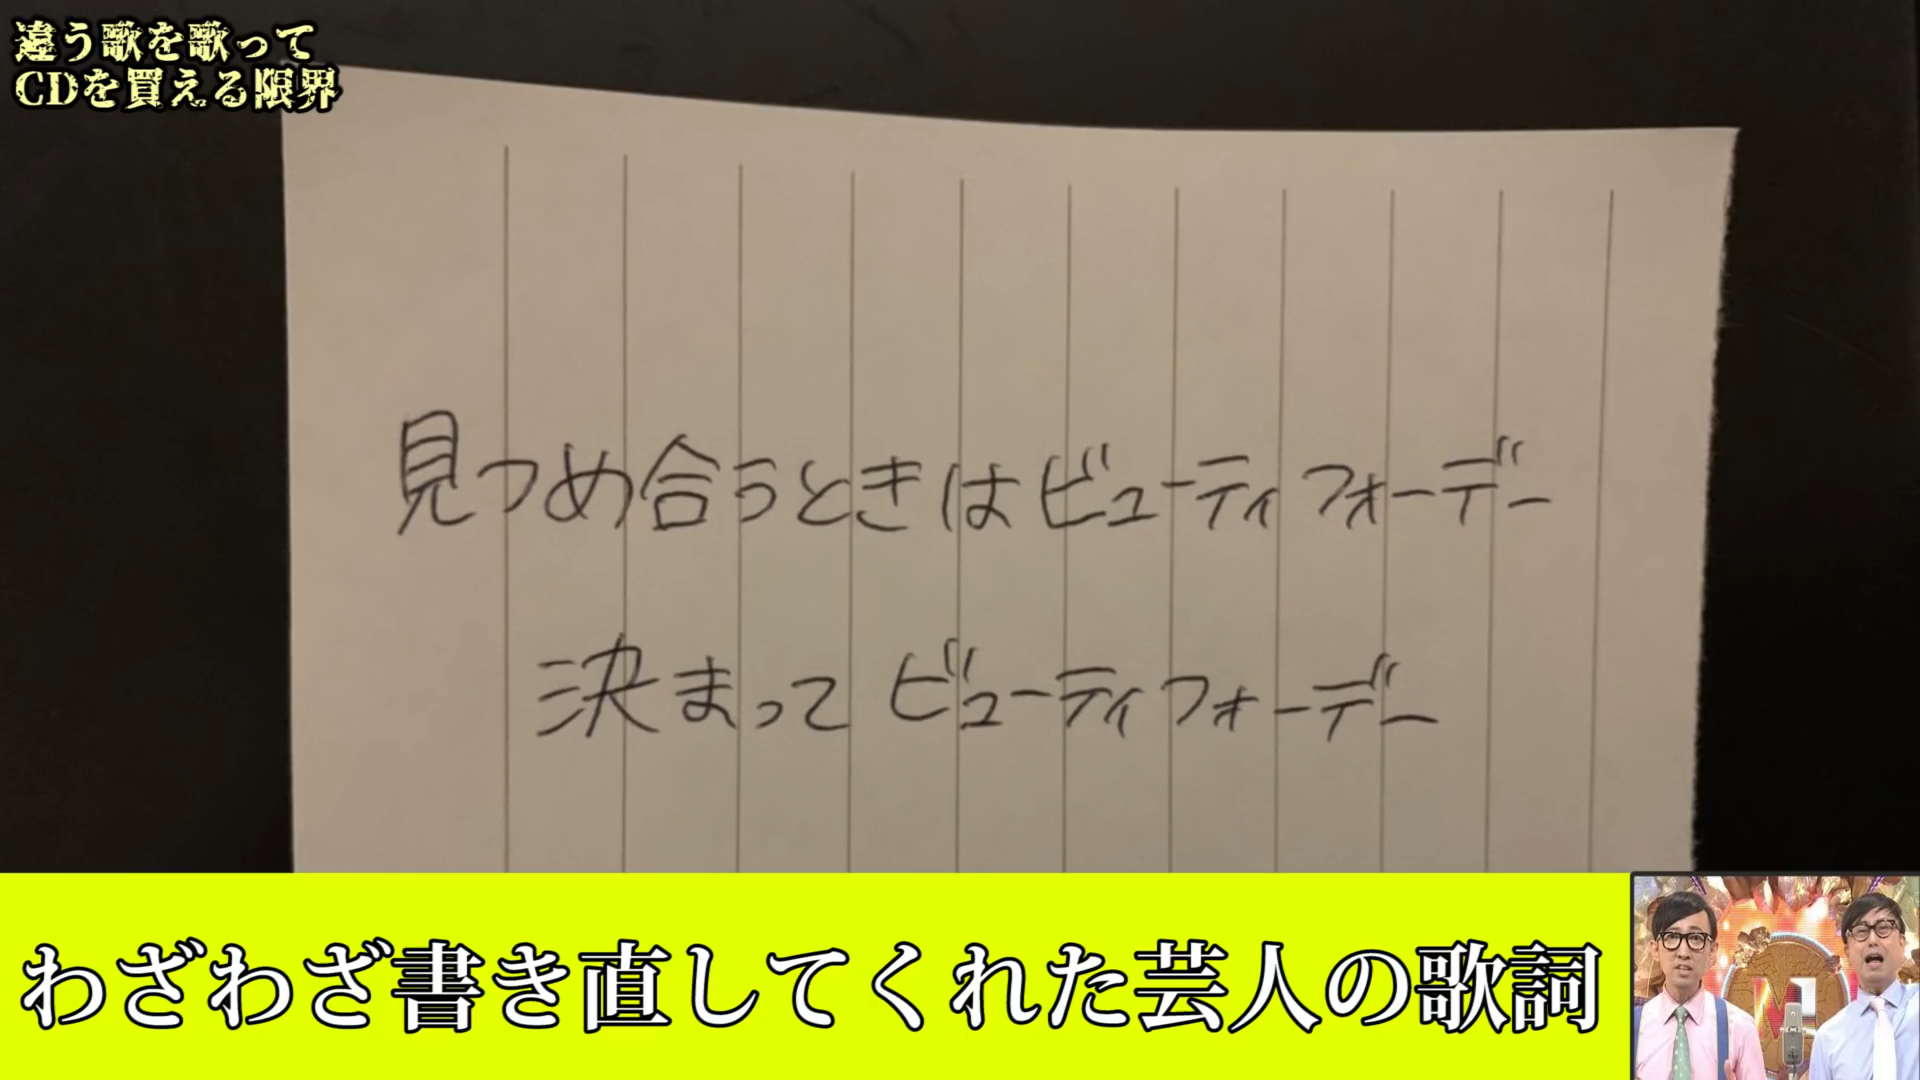 違う歌を歌って
CDを買える限界
見つめ合うときはビューティフォーデー
決まってビューティフォーデー
わざわざ書き直してくれた芸人の歌詞